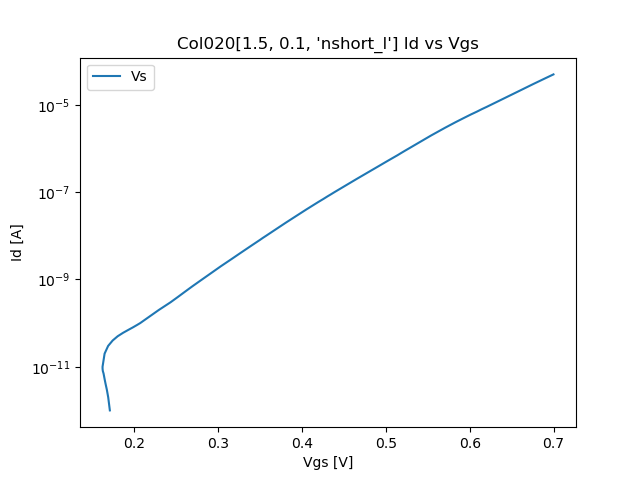 Col020[1.5, 0.1, 'nshort_l'] Id vs Vgs
Vs
10⁻⁵
10⁻⁷
10⁻⁹
10⁻¹¹
Id [A]
0.2 0.3 0.4 0.5 0.6 0.7
Vgs [V]